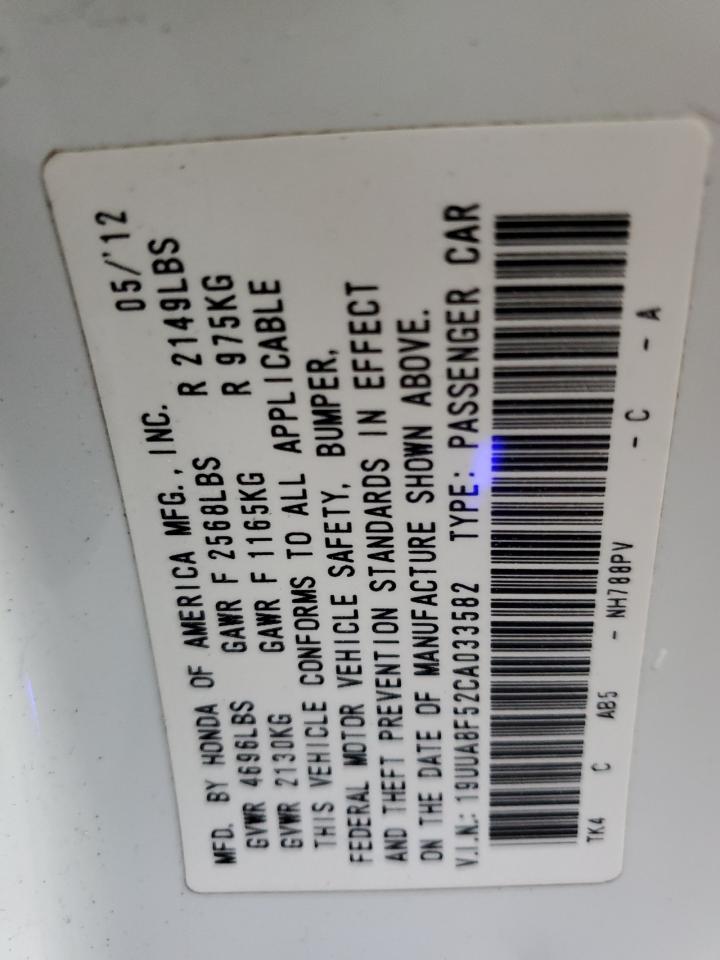 MFD. BY HONDA OF AMERICA MFG., INC. 05/'12
GVWR 4696LBS GAWR F 2568LBS R 2149LBS
GVWR 2130KG GAWR F 1165KG R 975KG
THIS VEHICLE CONFORMS TO ALL APPLICABLE
FEDERAL MOTOR VEHICLE SAFETY, BUMPER,
AND THEFT PREVENTION STANDARDS IN EFFECT
ON THE DATE OF MANUFACTURE SHOWN ABOVE.
V.I.N.: 19UUA8F52CA033582 TYPE: PASSENGER CAR
TK4 C AB5 - NH788PV - C - A